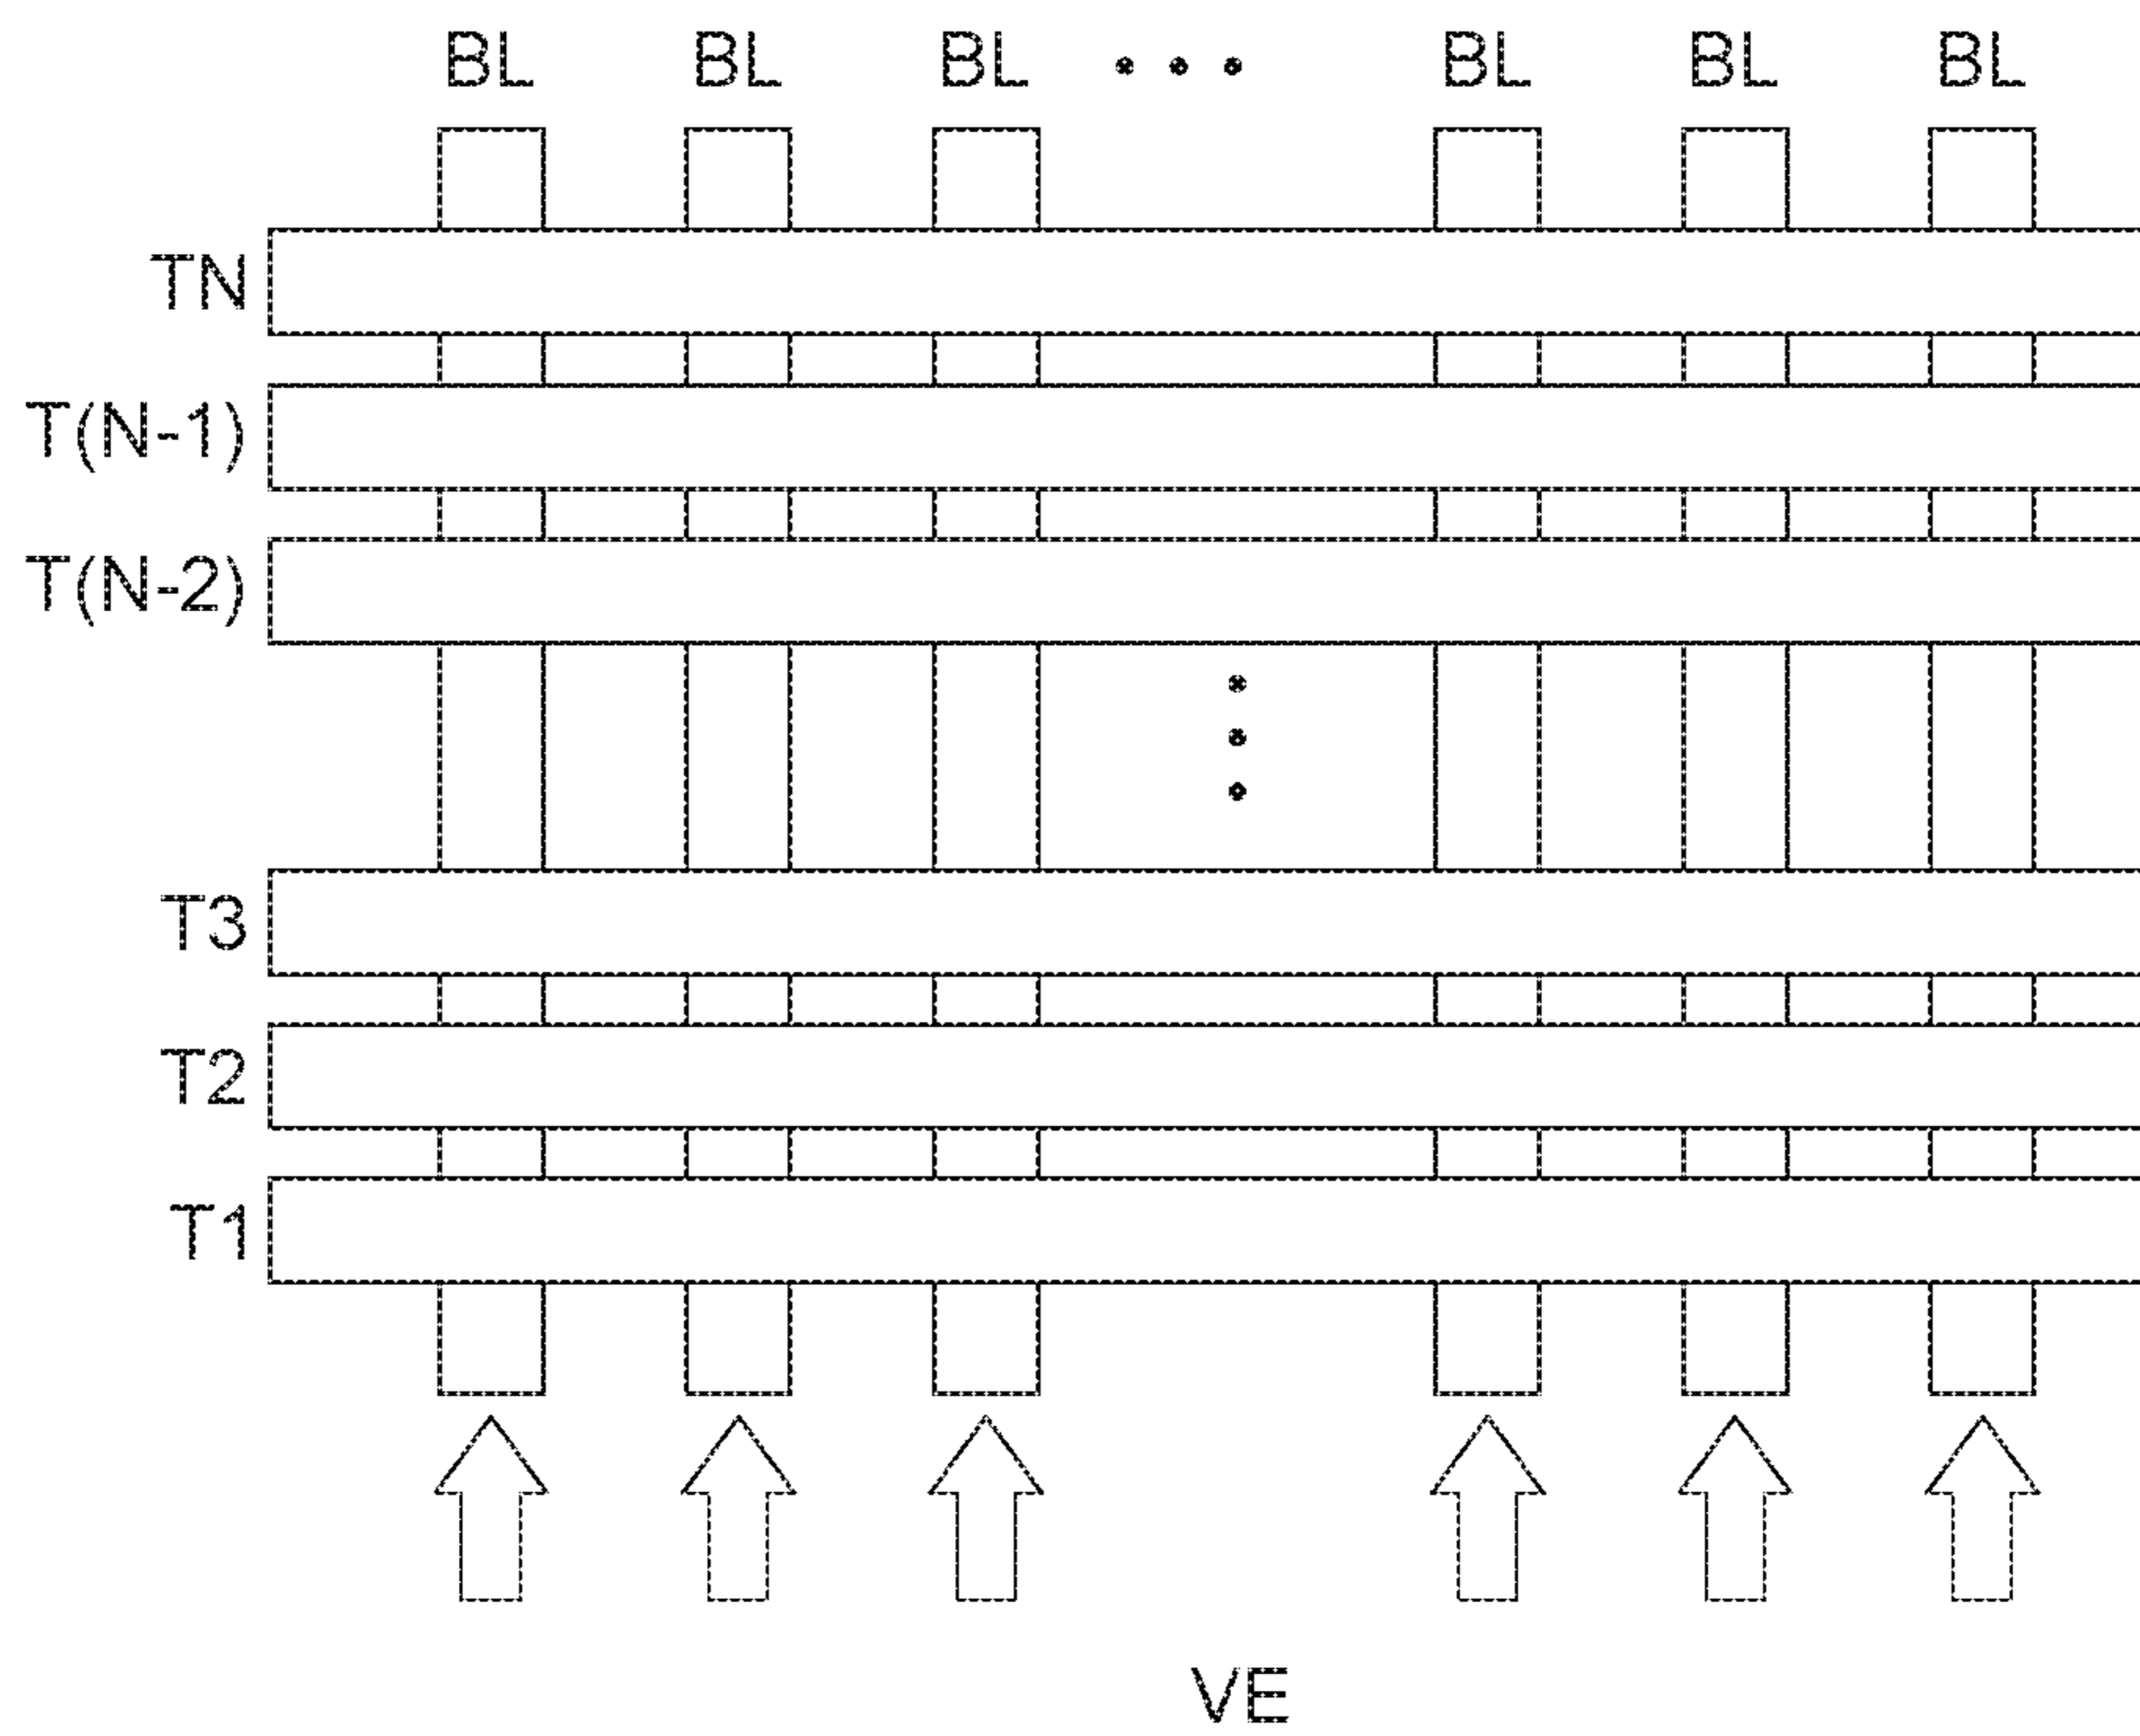 BL BL BL • • • BL BL BL
TN
T(N-1)
T(N-2)
T3
T2
T1
VE